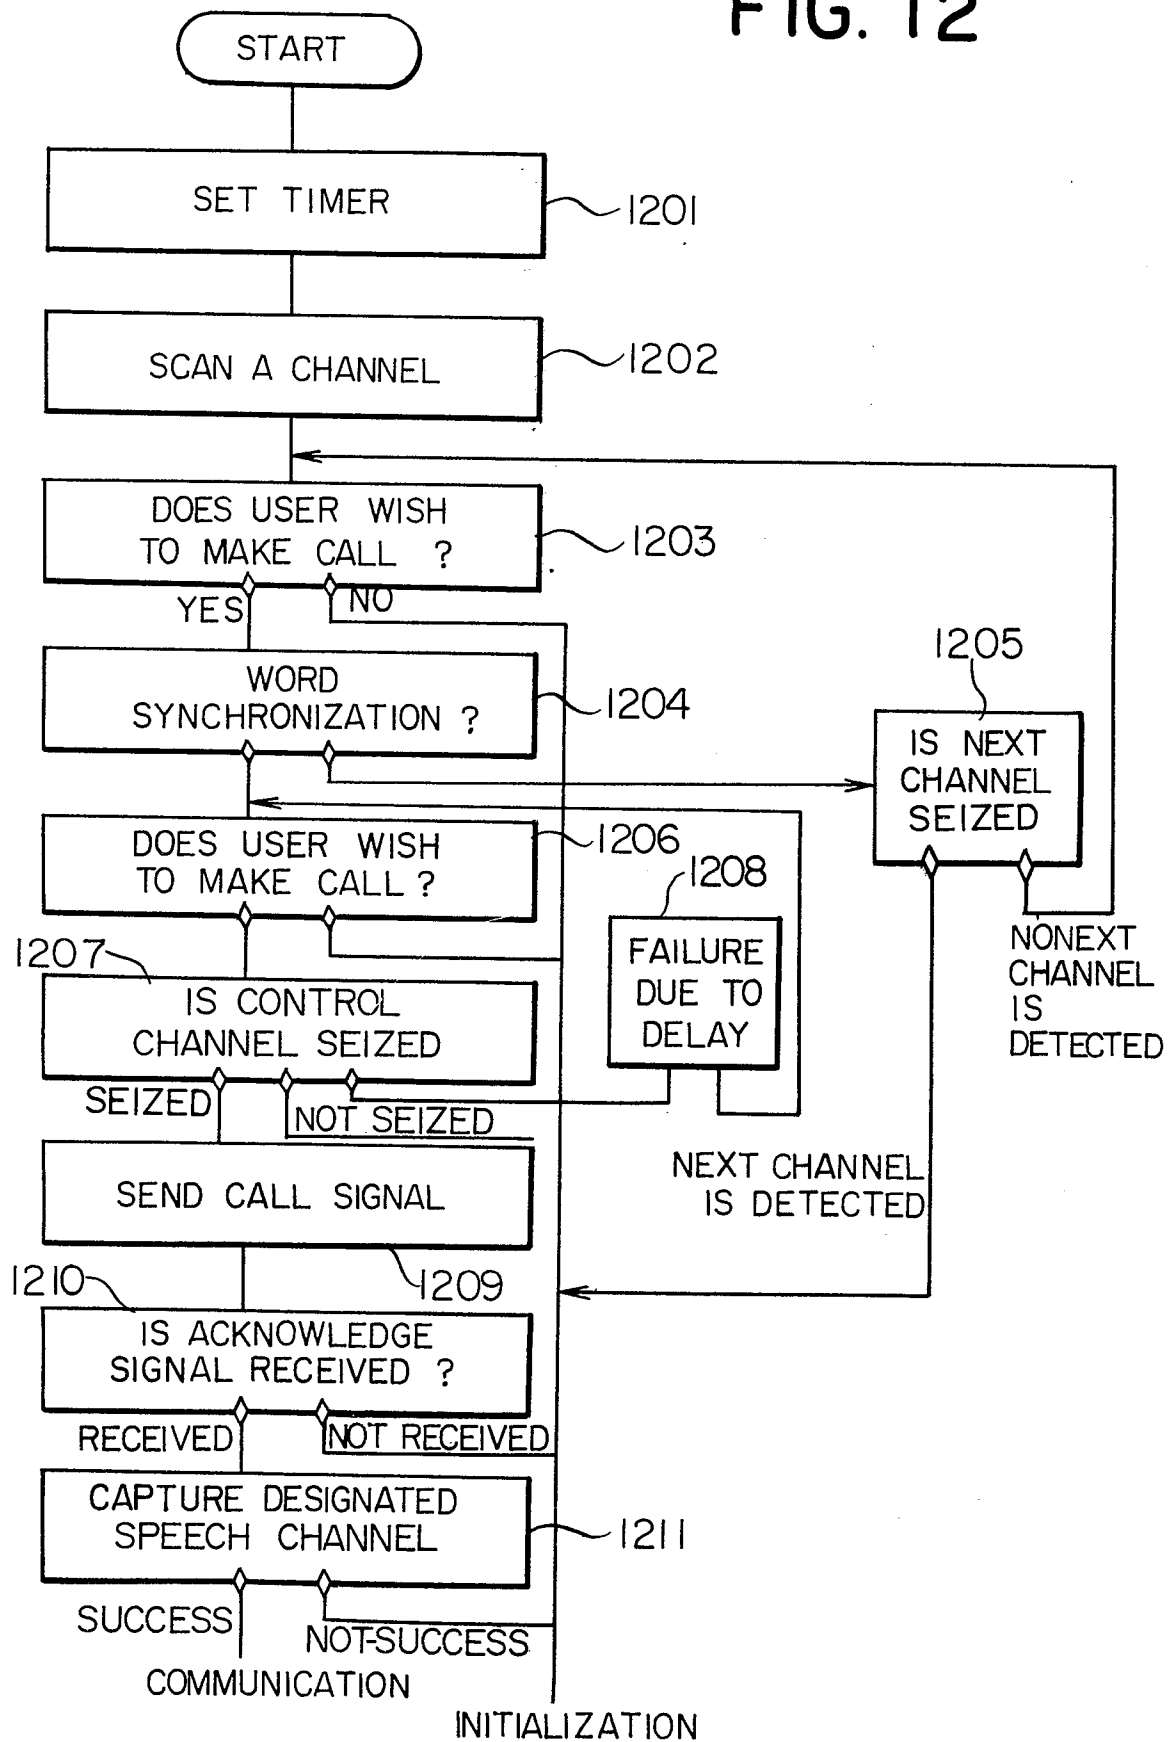 FIG. 12
START
SET TIMER
1201
SCAN A CHANNEL
1202
DOES USER WISH
TO MAKE CALL ?
1203
YES
NO
WORD
SYNCHRONIZATION ?
1204
1205
IS NEXT
CHANNEL
SEIZED
DOES USER WISH
TO MAKE CALL ?
1206
1208
FAILURE
DUE TO
DELAY
NONEXT
CHANNEL
IS
DETECTED
1207
IS CONTROL
CHANNEL SEIZED
SEIZED
NOT SEIZED
NEXT CHANNEL
IS DETECTED
SEND CALL SIGNAL
1209
1210
IS ACKNOWLEDGE
SIGNAL RECEIVED ?
RECEIVED
NOT RECEIVED
CAPTURE DESIGNATED
SPEECH CHANNEL
1211
SUCCESS
NOT-SUCCESS
COMMUNICATION
INITIALIZATION